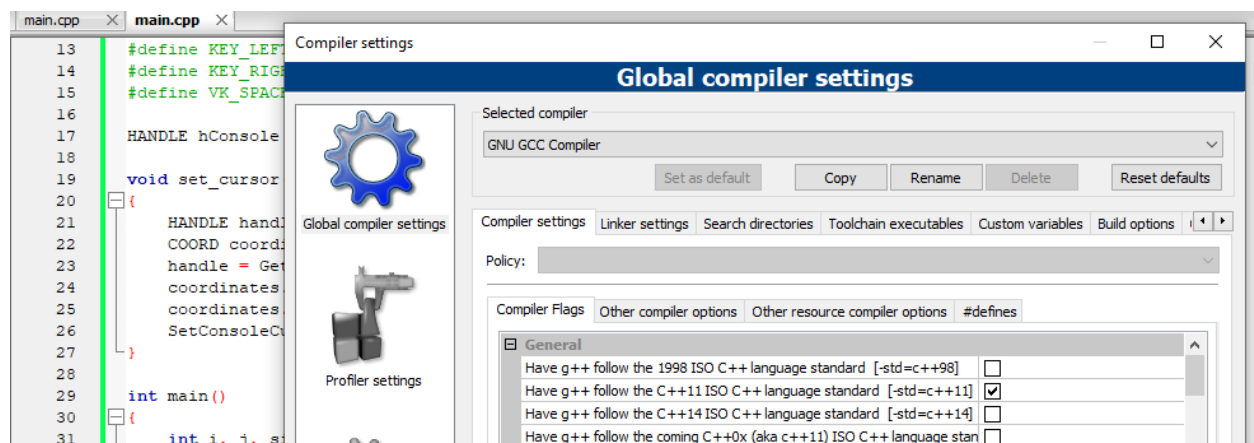 main.cpp
main.cpp
13 #define KEY_LEFT
14 #define KEY_RIGH
15 #define VK_SPACE
16
17 HANDLE hConsole
18
19 void set_cursor
20 {
21 HANDLE handl
22 COORD coordi
23 handle = Get
24 coordinates.
25 coordinates.
26 SetConsoleCu
27 }
28
29 int main()
30 {
31 int i, j, si
Compiler settings
Global compiler settings
Global compiler settings
Profiler settings
Selected compiler
GNU GCC Compiler
Set as default Copy Rename Delete Reset defaults
Compiler settings Linker settings Search directories Toolchain executables Custom variables Build options
Policy:
Compiler Flags Other compiler options Other resource compiler options #defines
General
Have g++ follow the 1998 ISO C++ language standard [-std=c++98]
Have g++ follow the C++11 ISO C++ language standard [-std=c++11]
Have g++ follow the C++14 ISO C++ language standard [-std=c++14]
Have g++ follow the coming C++0x (aka c++11) ISO C++ language stan